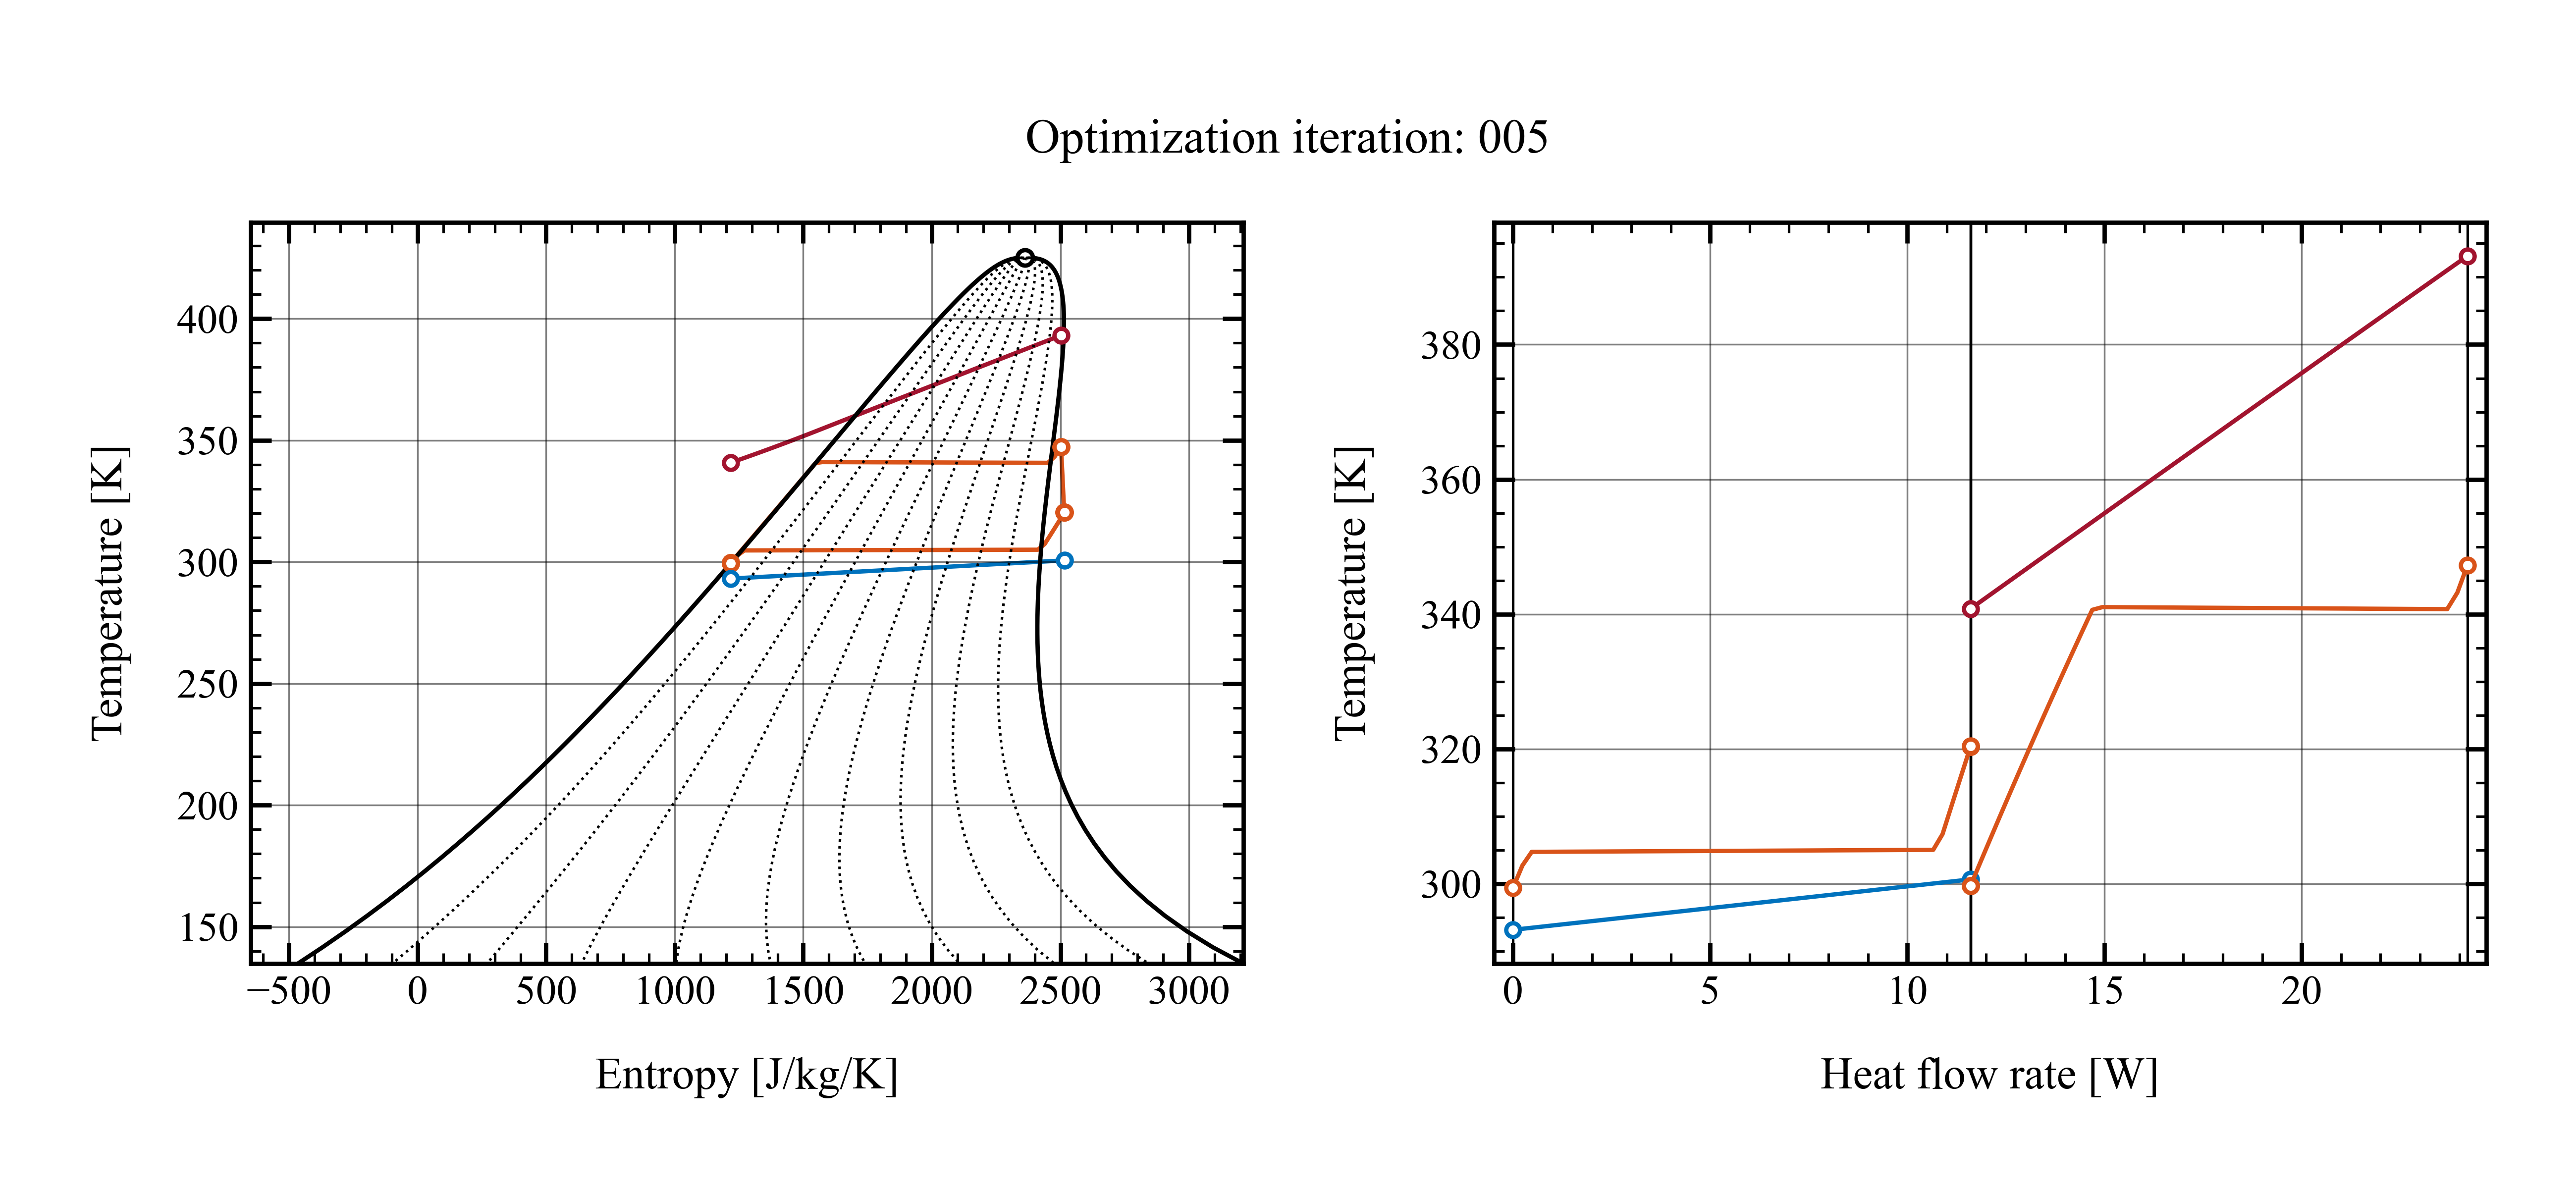 Optimization iteration: 005
Temperature [K]
400
350
300
250
200
150
−500 0 500 1000 1500 2000 2500 3000
Entropy [J/kg/K]
Temperature [K]
380
360
340
320
300
0 5 10 15 20
Heat flow rate [W]